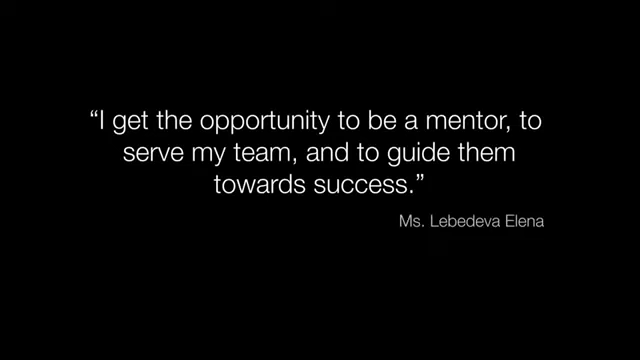 “I get the opportunity to be a mentor, to
serve my team, and to guide them
towards success.”
Ms. Lebedeva Elena